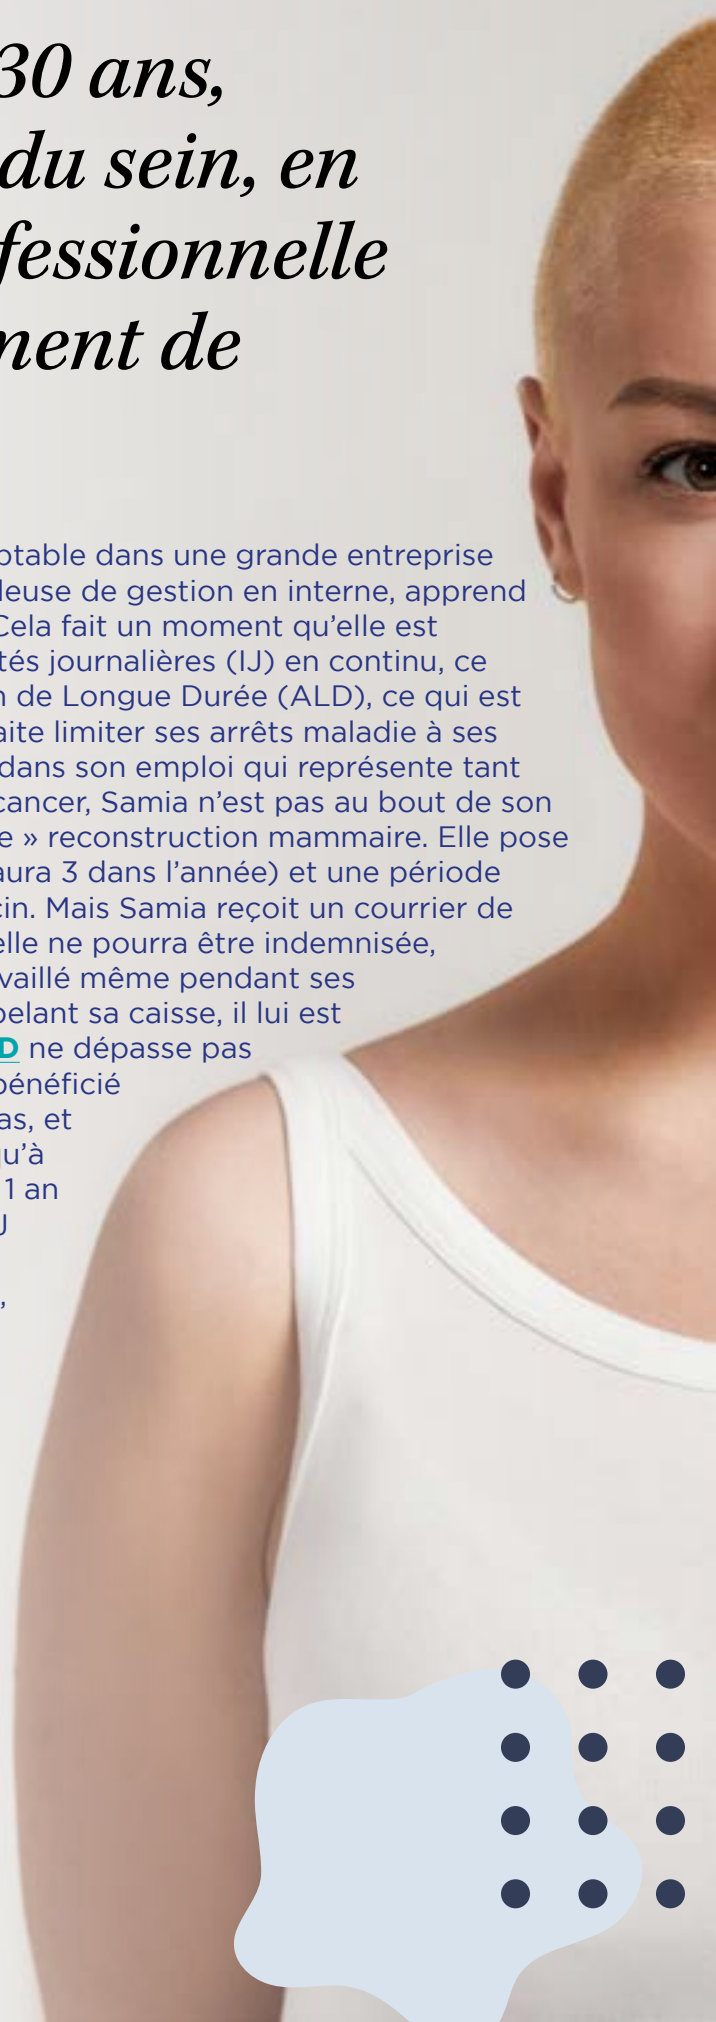 30 ans,
du sein, en
fessionnelle
ment de
ptable dans une grande entreprise
leuse de gestion en interne, apprend
Cela fait un moment qu’elle est
tés journalières (IJ) en continu, ce
n de Longue Durée (ALD), ce qui est
aite limiter ses arrêts maladie à ses
dans son emploi qui représente tant
cancer, Samia n’est pas au bout de son
e » reconstruction mammaire. Elle pose
aura 3 dans l’année) et une période
cin. Mais Samia reçoit un courrier de
elle ne pourra être indemnisée,
vaillé même pendant ses
pelant sa caisse, il lui est
D ne dépasse pas
bénéficié
as, et
qu’à
1 an
J
,